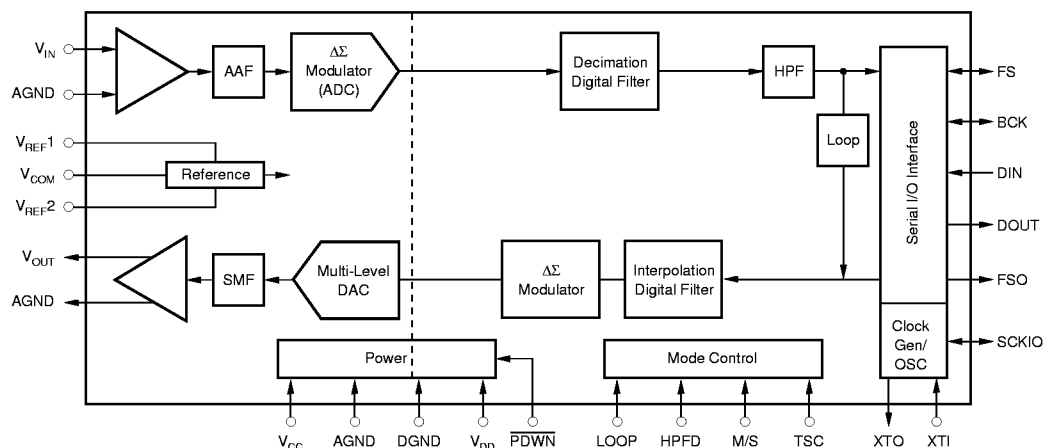 V_IN
AGND
AAF
ΔΣ
Modulator
(ADC)
Decimation
Digital Filter
HPF
Loop
Serial I/O Interface
FS
BCK
DIN
DOUT
FSO
V_REF1
V_COM
V_REF2
Reference
V_OUT
AGND
SMF
Multi-Level
DAC
ΔΣ
Modulator
Interpolation
Digital Filter
Clock
Gen/
OSC
SCKIO
Power
Mode Control
V_CC
AGND
DGND
V_DD
PDWN
LOOP
HPFD
M/S
TSC
XTO
XTI